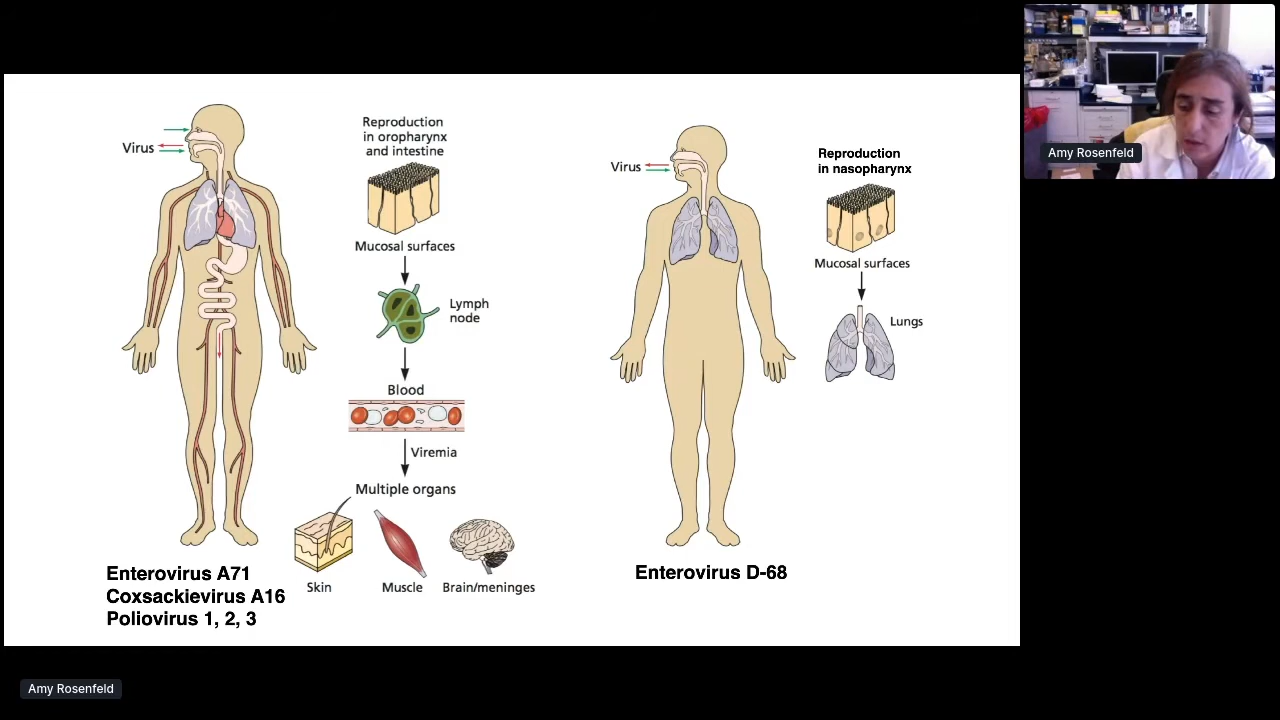 Virus
Reproduction
in oropharynx
and intestine
Mucosal surfaces
Lymph
node
Blood
Viremia
Multiple organs
Skin
Muscle
Brain/meninges
Enterovirus A71
Coxsackievirus A16
Poliovirus 1, 2, 3
Virus
Reproduction
in nasopharynx
Mucosal surfaces
Lungs
Enterovirus D-68
Amy Rosenfeld
Amy Rosenfeld